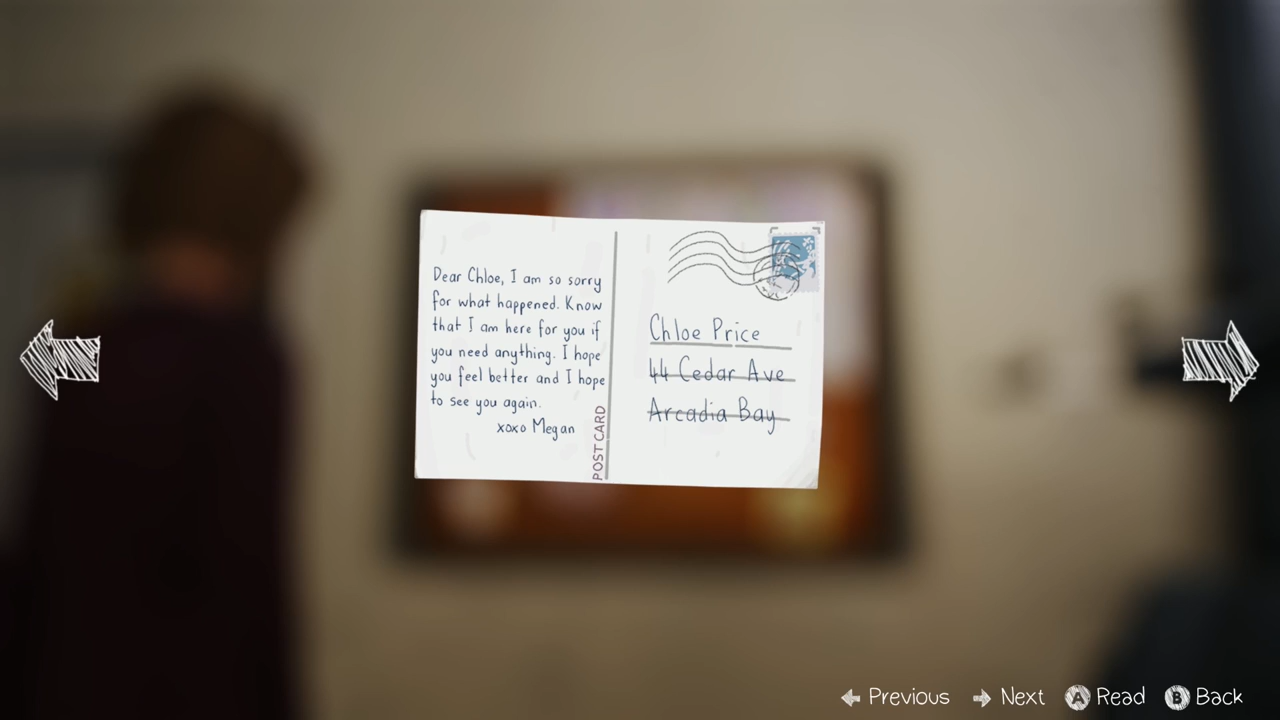 Dear Chloe, I am so sorry
for what happened. Know
that I am here for you if
you need anything. I hope
you feel better and I hope
to see you again.
xoxo Megan
POST CARD
Chloe Price
44 Cedar Ave
Arcadia Bay
Previous Next A Read B Back